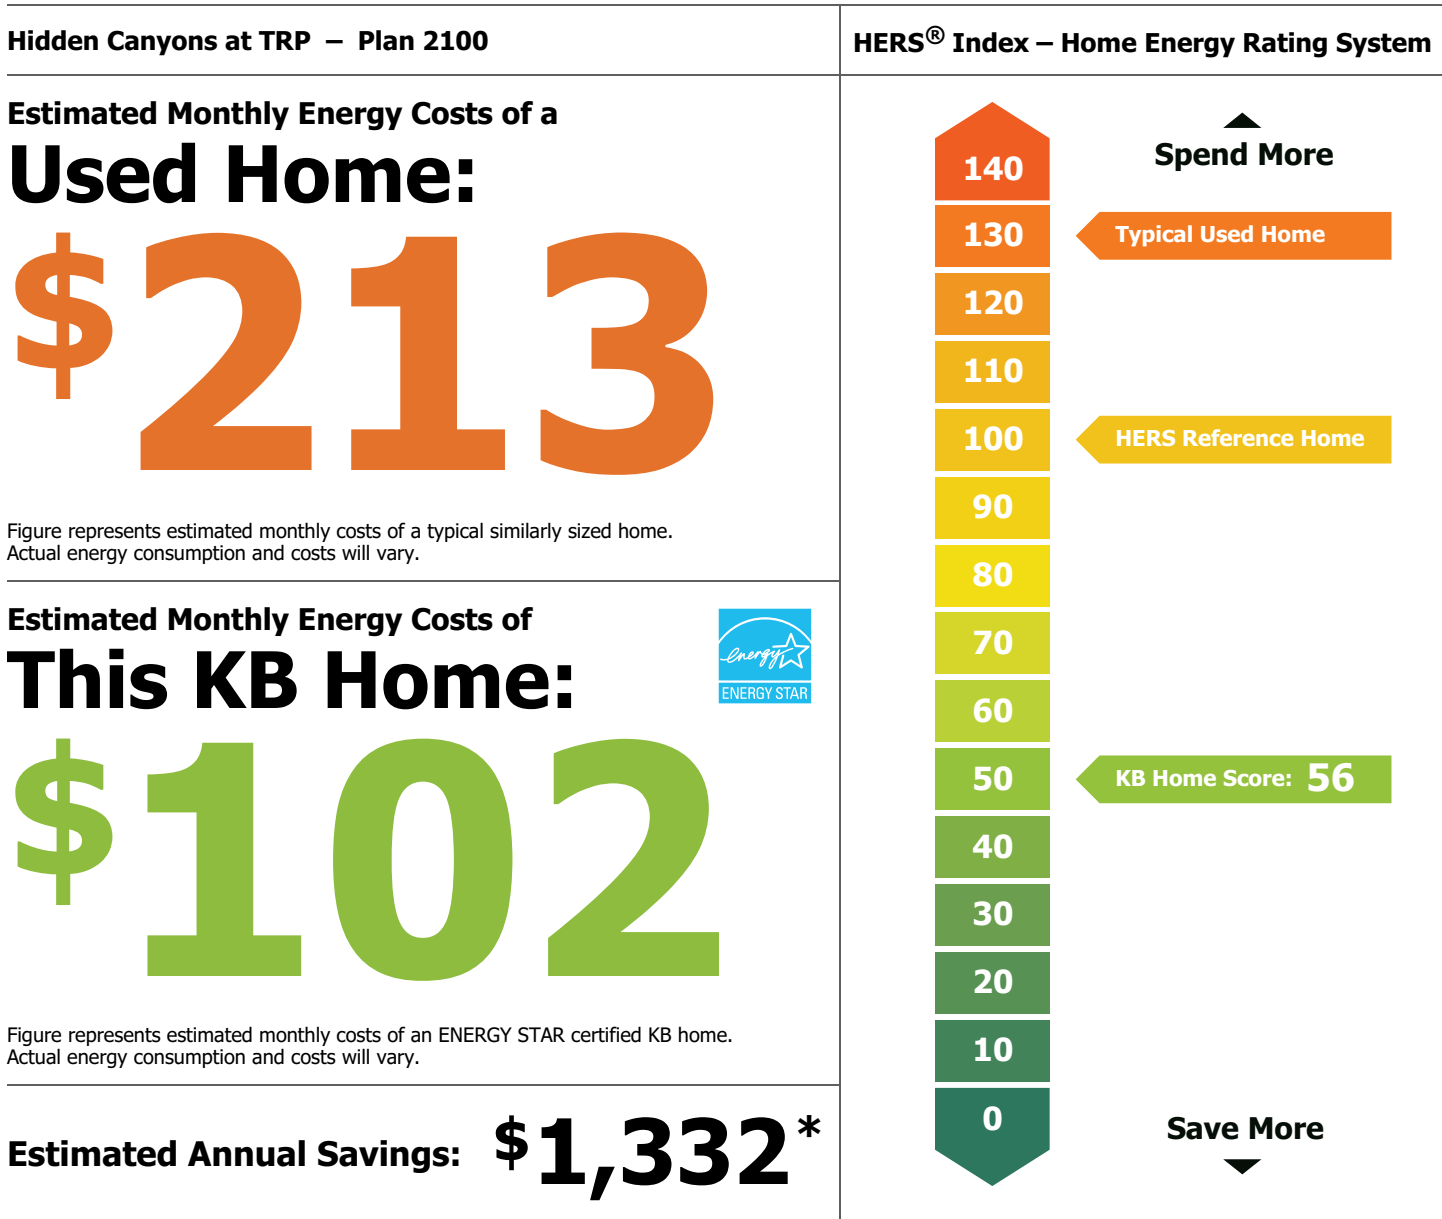 Hidden Canyons at TRP – Plan 2100
Estimated Monthly Energy Costs of a
Used Home:
$213
Figure represents estimated monthly costs of a typical similarly sized home.
Actual energy consumption and costs will vary.
Estimated Monthly Energy Costs of
This KB Home:
energy
ENERGY STAR
$102
Figure represents estimated monthly costs of an ENERGY STAR certified KB home.
Actual energy consumption and costs will vary.
Estimated Annual Savings: $1,332*
HERS® Index – Home Energy Rating System
Spend More
140
130 Typical Used Home
120
110
100 HERS Reference Home
90
80
70
60
50 KB Home Score: 56
40
30
20
10
0
Save More